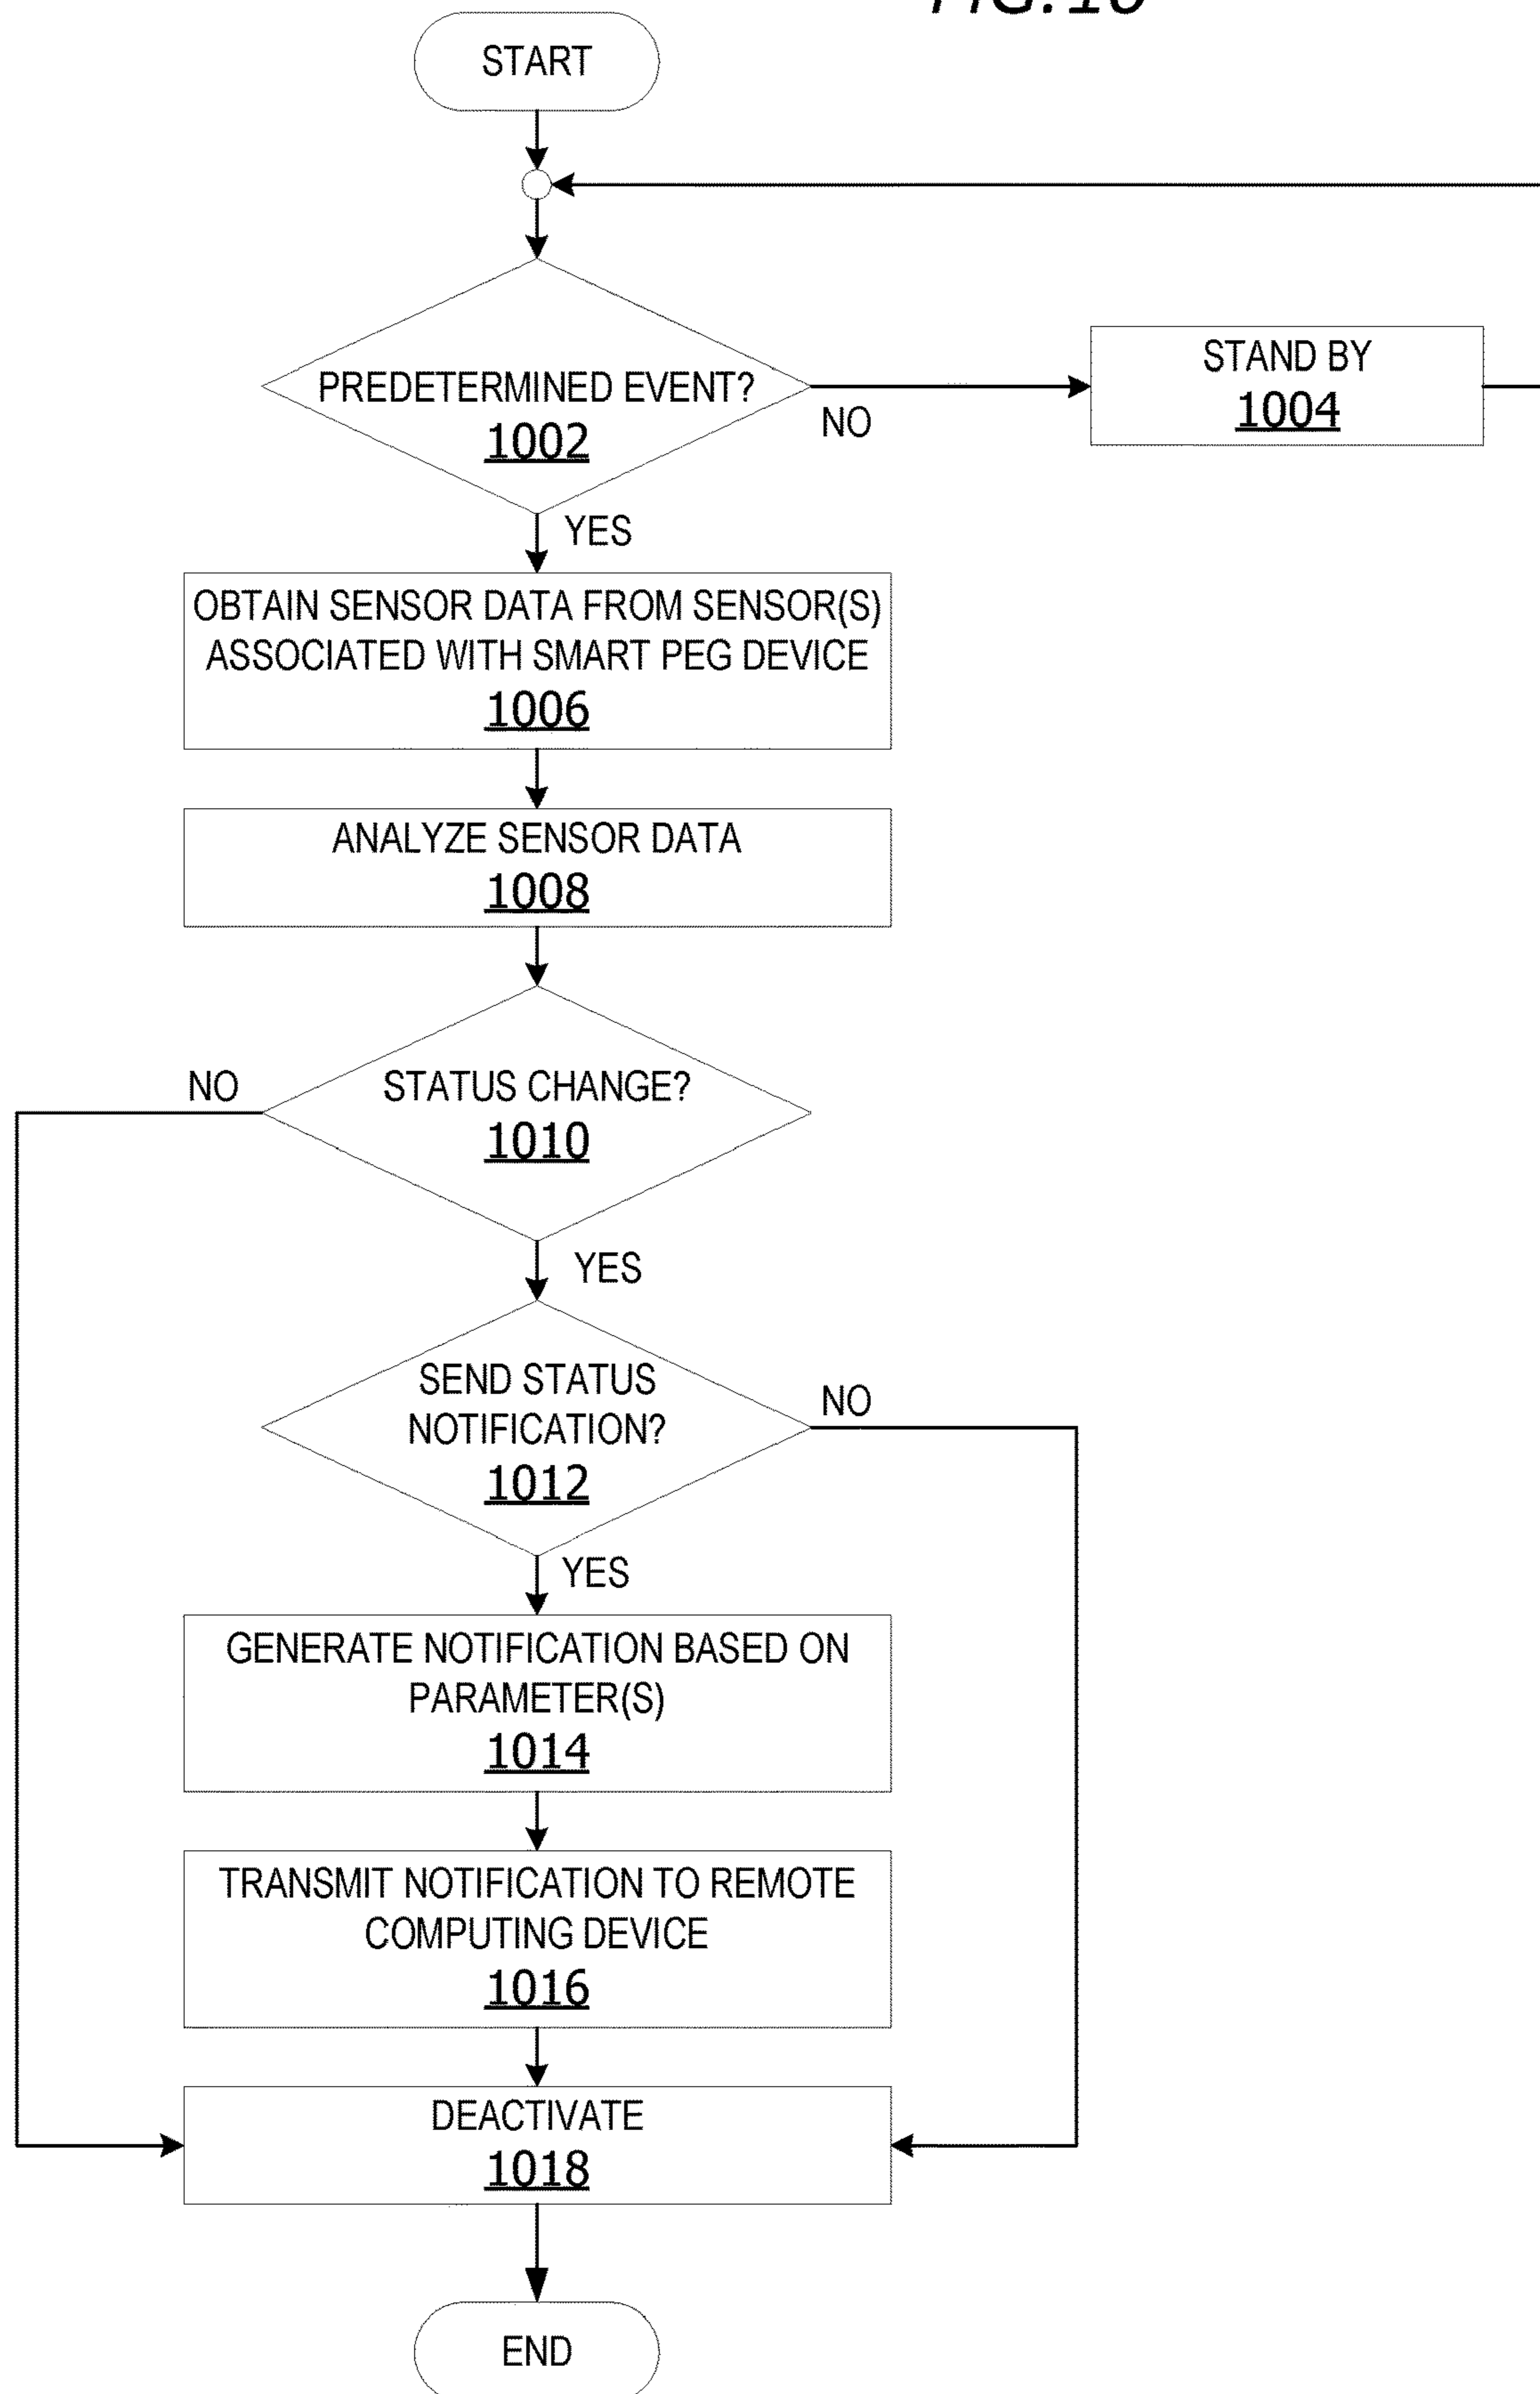 FIG. 10
START
PREDETERMINED EVENT?
1002
NO
STAND BY
1004
YES
OBTAIN SENSOR DATA FROM SENSOR(S)
ASSOCIATED WITH SMART PEG DEVICE
1006
ANALYZE SENSOR DATA
1008
NO
STATUS CHANGE?
1010
YES
SEND STATUS
NOTIFICATION?
1012
NO
YES
GENERATE NOTIFICATION BASED ON
PARAMETER(S)
1014
TRANSMIT NOTIFICATION TO REMOTE
COMPUTING DEVICE
1016
DEACTIVATE
1018
END